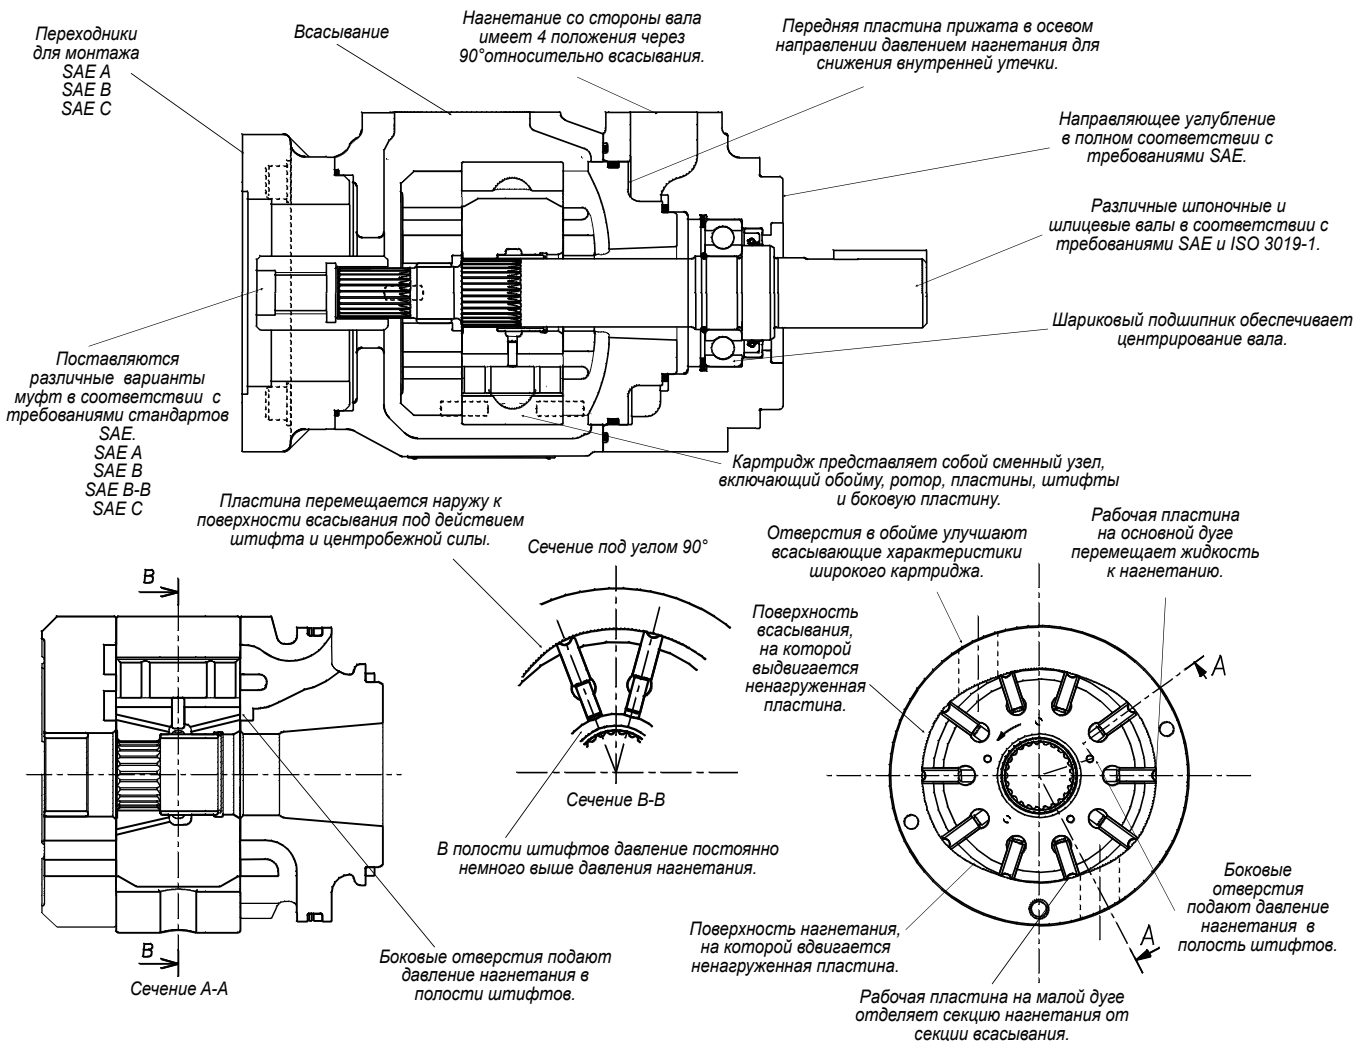 Переходники
для монтажа
SAE A
SAE B
SAE C
Всасывание
Нагнетание со стороны вала
имеет 4 положения через
90°относительно всасывания.
Передняя пластина прижата в осевом
направлении давлением нагнетания для
снижения внутренней утечки.
Направляющее углубление
в полном соответствии с
требованиями SAE.
Различные шпоночные и
шлицевые валы в соответствии с
требованиями SAE и ISO 3019-1.
Шариковый подшипник обеспечивает
центрирование вала.
Поставляются
различные варианты
муфт в соответствии с
требованиями стандартов
SAE.
SAE A
SAE B
SAE B-B
SAE C
Картридж представляет собой сменный узел,
включающий обойму, ротор, пластины, штифты
и боковую пластину.
Пластина перемещается наружу к
поверхности всасывания под действием
штифта и центробежной силы.
Сечение под углом 90°
Отверстия в обойме улучшают
всасывающие характеристики
широкого картриджа.
Рабочая пластина
на основной дуге
перемещает жидкость
к нагнетанию.
Поверхность
всасывания,
на которой
выдвигается
ненагруженная
пластина.
B
B
Сечение А-А
Сечение В-В
A
A
S
S
В полости штифтов давление постоянно
немного выше давления нагнетания.
Боковые отверстия подают
давление нагнетания в
полости штифтов.
Поверхность нагнетания,
на которой вдвигается
ненагруженная пластина.
Боковые
отверстия
подают давление
нагнетания в
полость штифтов.
Рабочая пластина на малой дуге
отделяет секцию нагнетания от
секции всасывания.